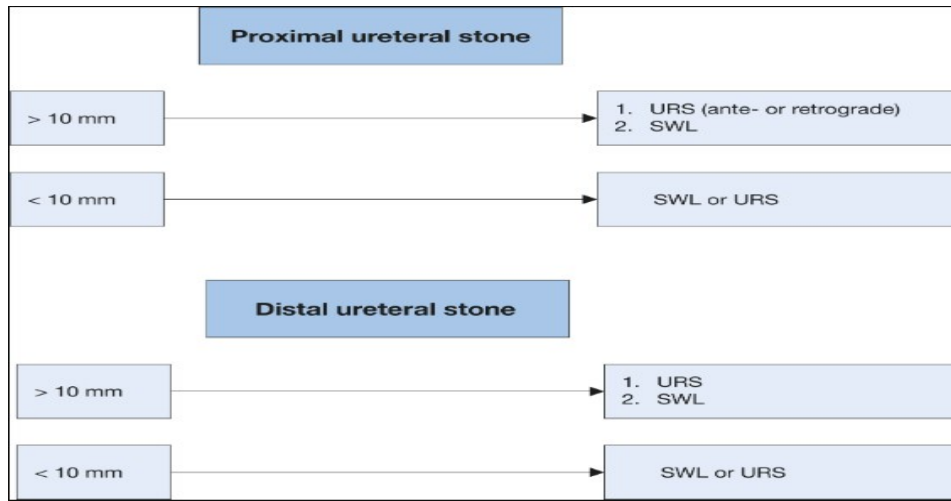 Proximal ureteral stone
> 10 mm
1. URS (ante- or retrograde)
2. SWL
< 10 mm
SWL or URS
Distal ureteral stone
> 10 mm
1. URS
2. SWL
< 10 mm
SWL or URS